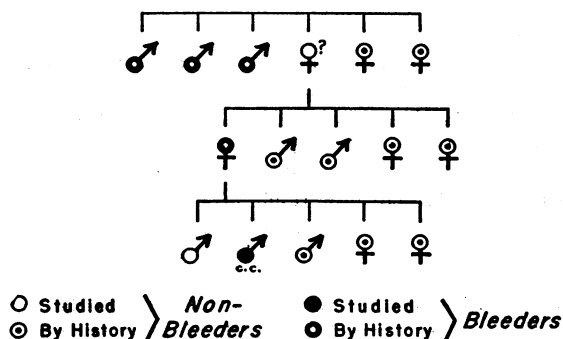 ?
c.c.
Studied Non- Studied
By History Bleeders By History Bleeders